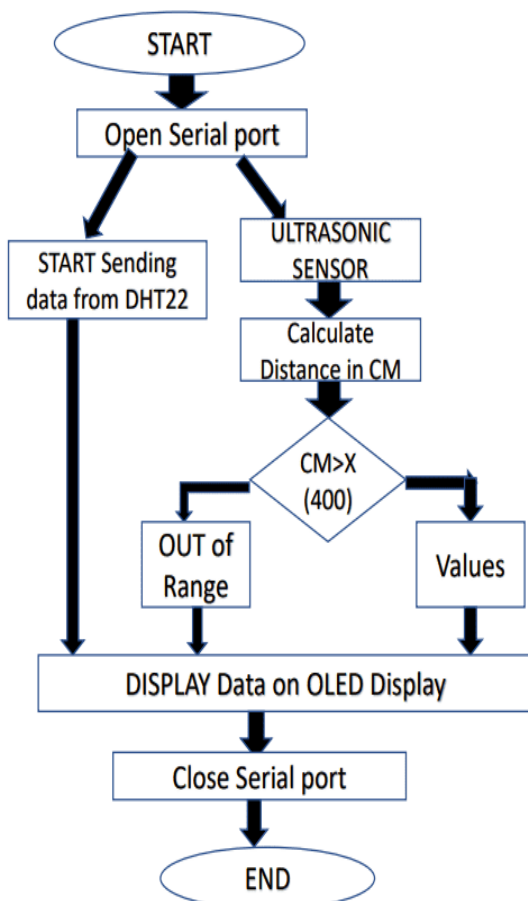 START
Open Serial port
START Sending
data from DHT22
ULTRASONIC
SENSOR
Calculate
Distance in CM
CM>X
(400)
OUT of
Range
Values
DISPLAY Data on OLED Display
Close Serial port
END